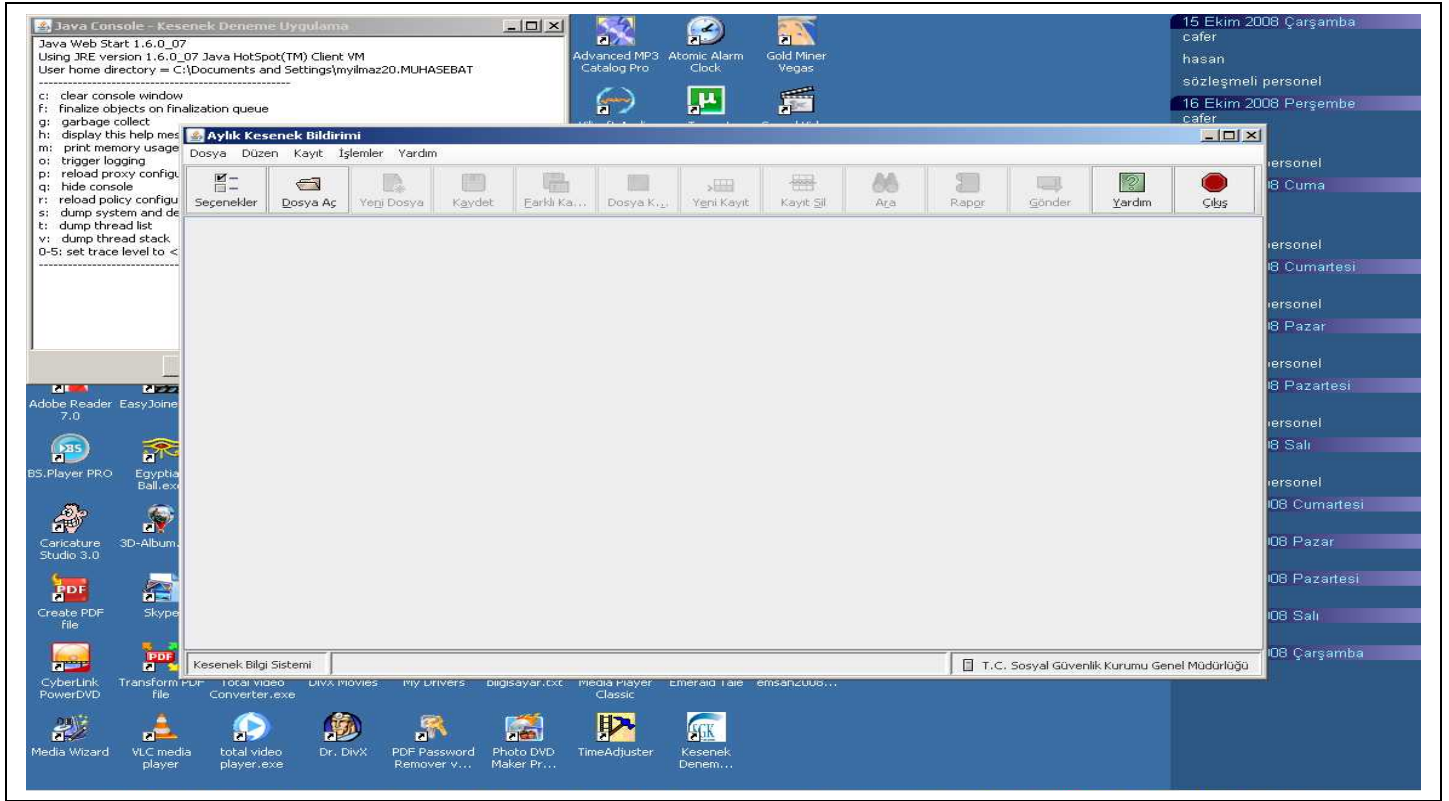 Java Console - Kesenek Deneme Uygulama
Java Web Start 1.6.0_07
Using JRE version 1.6.0_07 Java HotSpot(TM) Client VM
User home directory = C:\Documents and Settings\myilmaz20.MUHASEBAT
----------------------------------------------------
c: clear console window
f: finalize objects on finalization queue
g: garbage collect
h: display this help mes
m: print memory usage
o: trigger logging
p: reload proxy configu
q: hide console
r: reload policy configu
s: dump system and de
t: dump thread list
v: dump thread stack
0-5: set trace level to <
Advanced MP3 Catalog Pro
Atomic Alarm Clock
Gold Miner Vegas
15 Ekim 2008 Çarşamba
cafer
hasan
sözleşmeli personel
16 Ekim 2008 Perşembe
cafer
ersonel
08 Cuma
ersonel
08 Cumartesi
ersonel
08 Pazar
ersonel
08 Pazartesi
ersonel
08 Salı
ersonel
008 Cumartesi
008 Pazar
008 Pazartesi
008 Salı
008 Çarşamba
Aylık Kesenek Bildirimi
Dosya Düzen Kayıt İşlemler Yardım
Seçenekler Dosya Aç Yeni Dosya Kaydet Farklı Ka... Dosya K... Yeni Kayıt Kayıt Sil Ara Rapor Gönder Yardım Çıkış
Kesenek Bilgi Sistemi
T.C. Sosyal Güvenlik Kurumu Genel Müdürlüğü
Adobe Reader 7.0
EasyJoine
BS.Player PRO
Egyptia Ball.ex
Caricature Studio 3.0
3D-Album.
Create PDF file
Skype
CyberLink PowerDVD
Transform PDF file
Total video Converter.exe
DivX Movies
My Drivers
bilgisayar.txt
Media Player Classic
Emerald Tale
emsan2008...
Media Wizard
VLC media player
total video player.exe
Dr. DivX
PDF Password Remover v...
Photo DVD Maker Pr...
TimeAdjuster
SGK
Kesenek Denem...